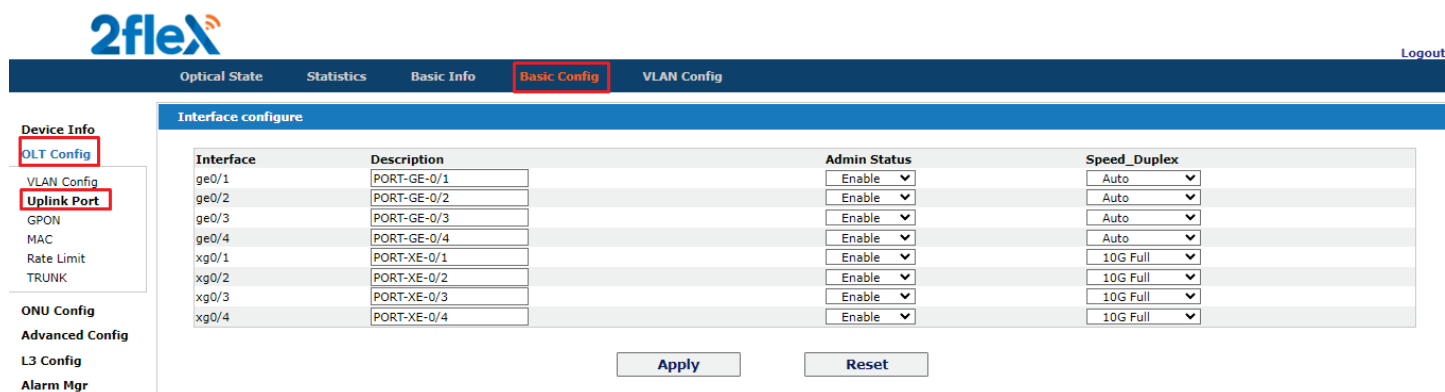 2fleX
Logout
Optical State Statistics Basic Info Basic Config VLAN Config
Device Info
OLT Config
VLAN Config
Uplink Port
GPON
MAC
Rate Limit
TRUNK
ONU Config
Advanced Config
L3 Config
Alarm Mgr
Interface configure
Interface Description Admin Status Speed_Duplex
ge0/1 PORT-GE-0/1 Enable Auto
ge0/2 PORT-GE-0/2 Enable Auto
ge0/3 PORT-GE-0/3 Enable Auto
ge0/4 PORT-GE-0/4 Enable Auto
xg0/1 PORT-XE-0/1 Enable 10G Full
xg0/2 PORT-XE-0/2 Enable 10G Full
xg0/3 PORT-XE-0/3 Enable 10G Full
xg0/4 PORT-XE-0/4 Enable 10G Full
Apply Reset